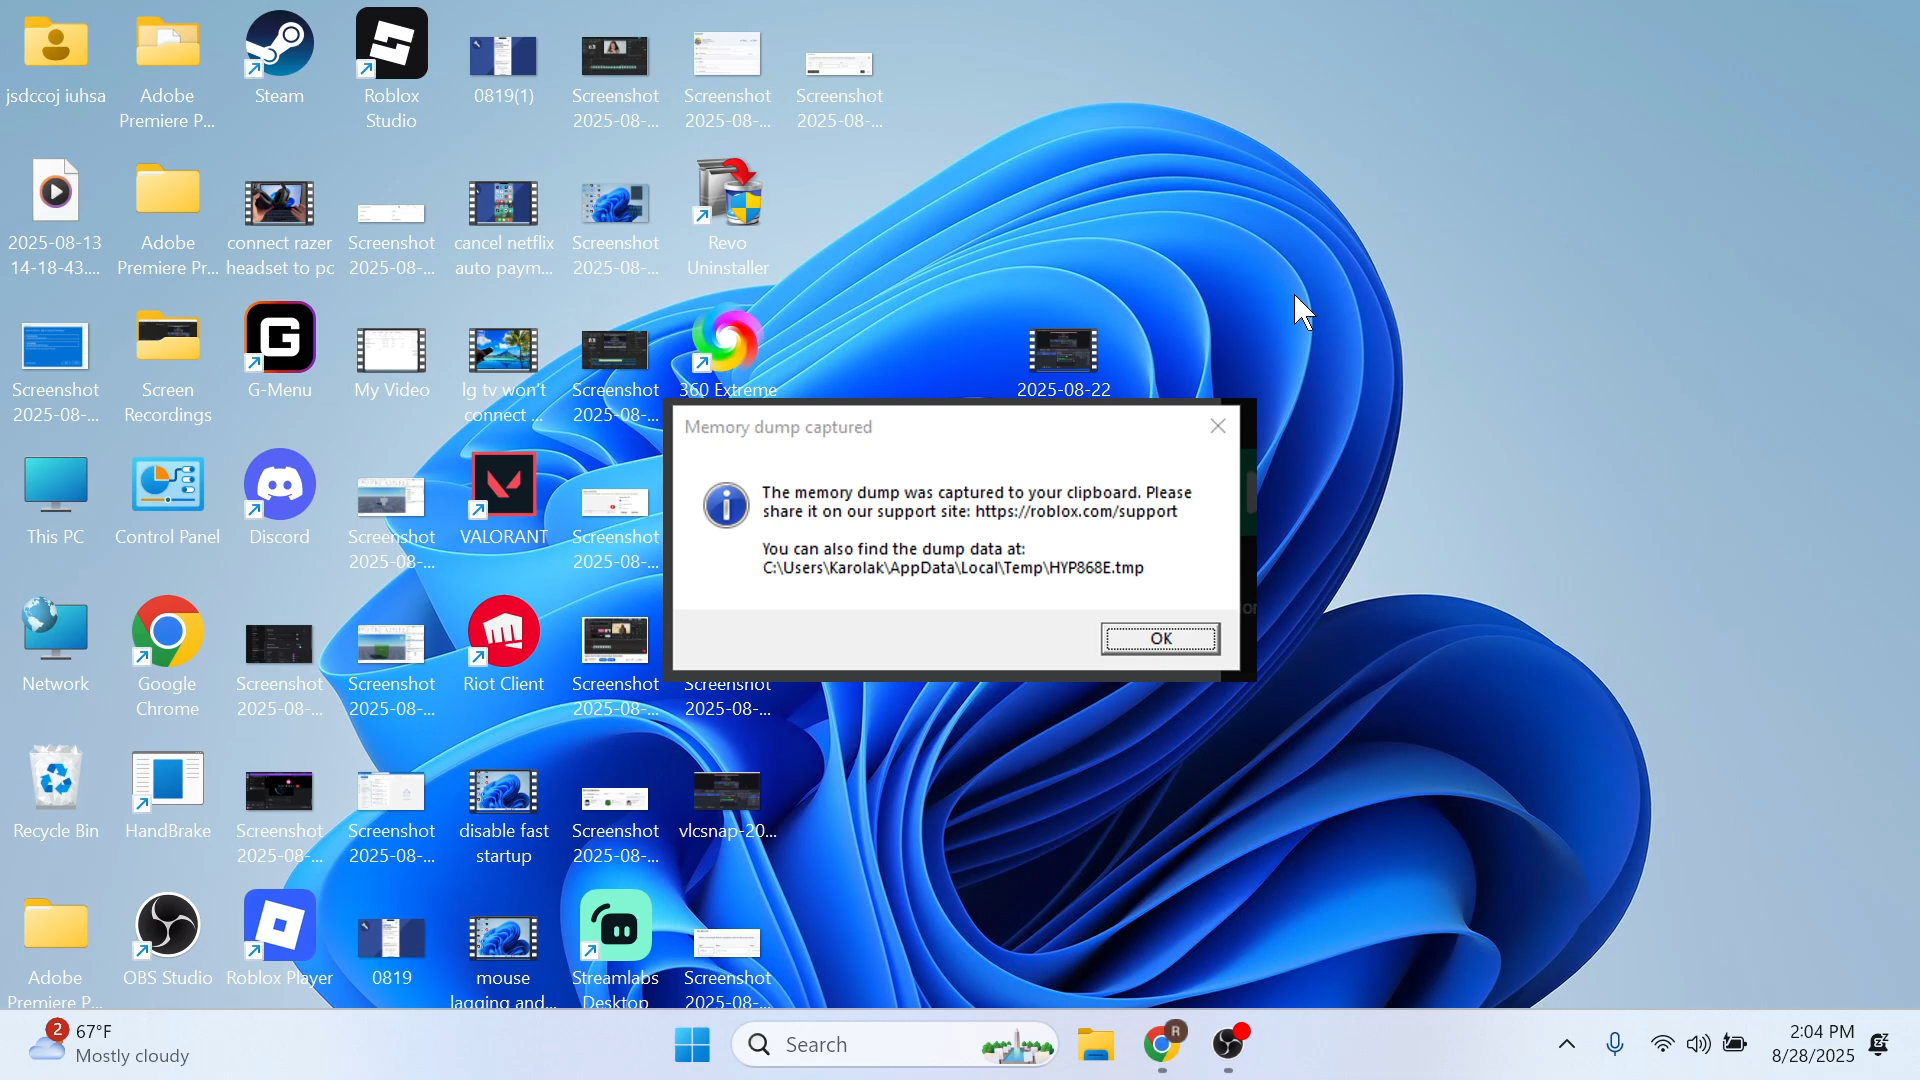 jsdccoj iuhsa
Adobe
Premiere P...
Steam
Roblox
Studio
0819(1)
Screenshot
2025-08-...
Screenshot
2025-08-...
Screenshot
2025-08-...
2025-08-13
14-18-43....
Adobe
Premiere Pr...
connect razer
headset to pc
Screenshot
2025-08-...
cancel netflix
auto paym...
Screenshot
2025-08-...
Revo
Uninstaller
Screenshot
2025-08-...
Screen
Recordings
G-Menu
My Video
lg tv won't
connect ...
Screenshot
2025-08-...
360 Extreme
2025-08-22
Memory dump captured
The memory dump was captured to your clipboard. Please
share it on our support site: https://roblox.com/support
You can also find the dump data at:
C:\Users\Karolak\AppData\Local\Temp\HYP868E.tmp
OK
This PC
Control Panel
Discord
Screenshot
2025-08-...
VALORANT
Screenshot
2025-08-...
Network
Google
Chrome
Screenshot
2025-08-...
Screenshot
2025-08-...
Riot Client
Screenshot
2025-08-...
Screenshot
2025-08-...
Recycle Bin
HandBrake
Screenshot
2025-08-...
Screenshot
2025-08-...
disable fast
startup
Screenshot
2025-08-...
vlcsnap-20...
Adobe
Premiere P...
OBS Studio
Roblox Player
0819
mouse
lagging and...
Streamlabs
Desktop
Screenshot
2025-08-...
2
67°F
Mostly cloudy
Search
R
2:04 PM
8/28/2025